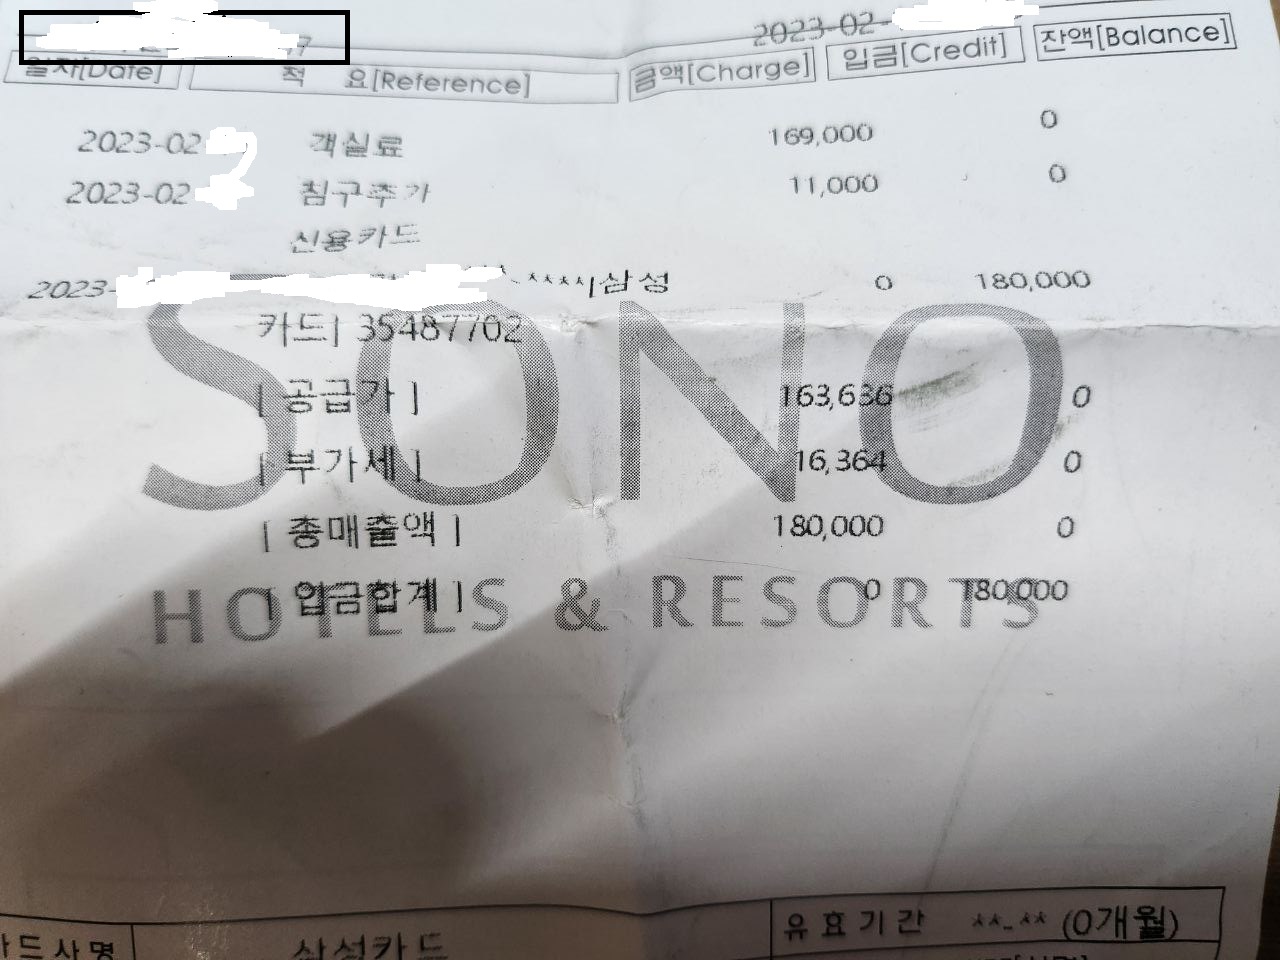 2023-02-
일자[Date] 적 요[Reference] 금액[Charge] 입금[Credit] 잔액[Balance]
2023-02 객실료 169,000 0
2023-02 침구추가 11,000 0
신용카드
2023- -****|삼성 0 180,000
카드| 35487702
| 공급가 | 163,636 0
| 부가세 | 16,364 0
| 총매출액 | 180,000 0
| 입금합계 | 0 180,000
SONO
HOTELS & RESORTS
카드사명 삼성카드 유효기간 **-** (0개월)